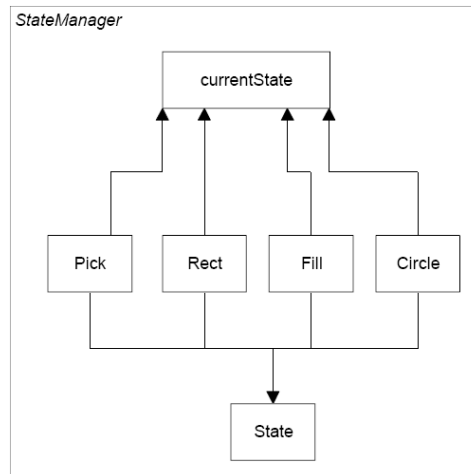 StateManager
currentState
Pick
Rect
Fill
Circle
State